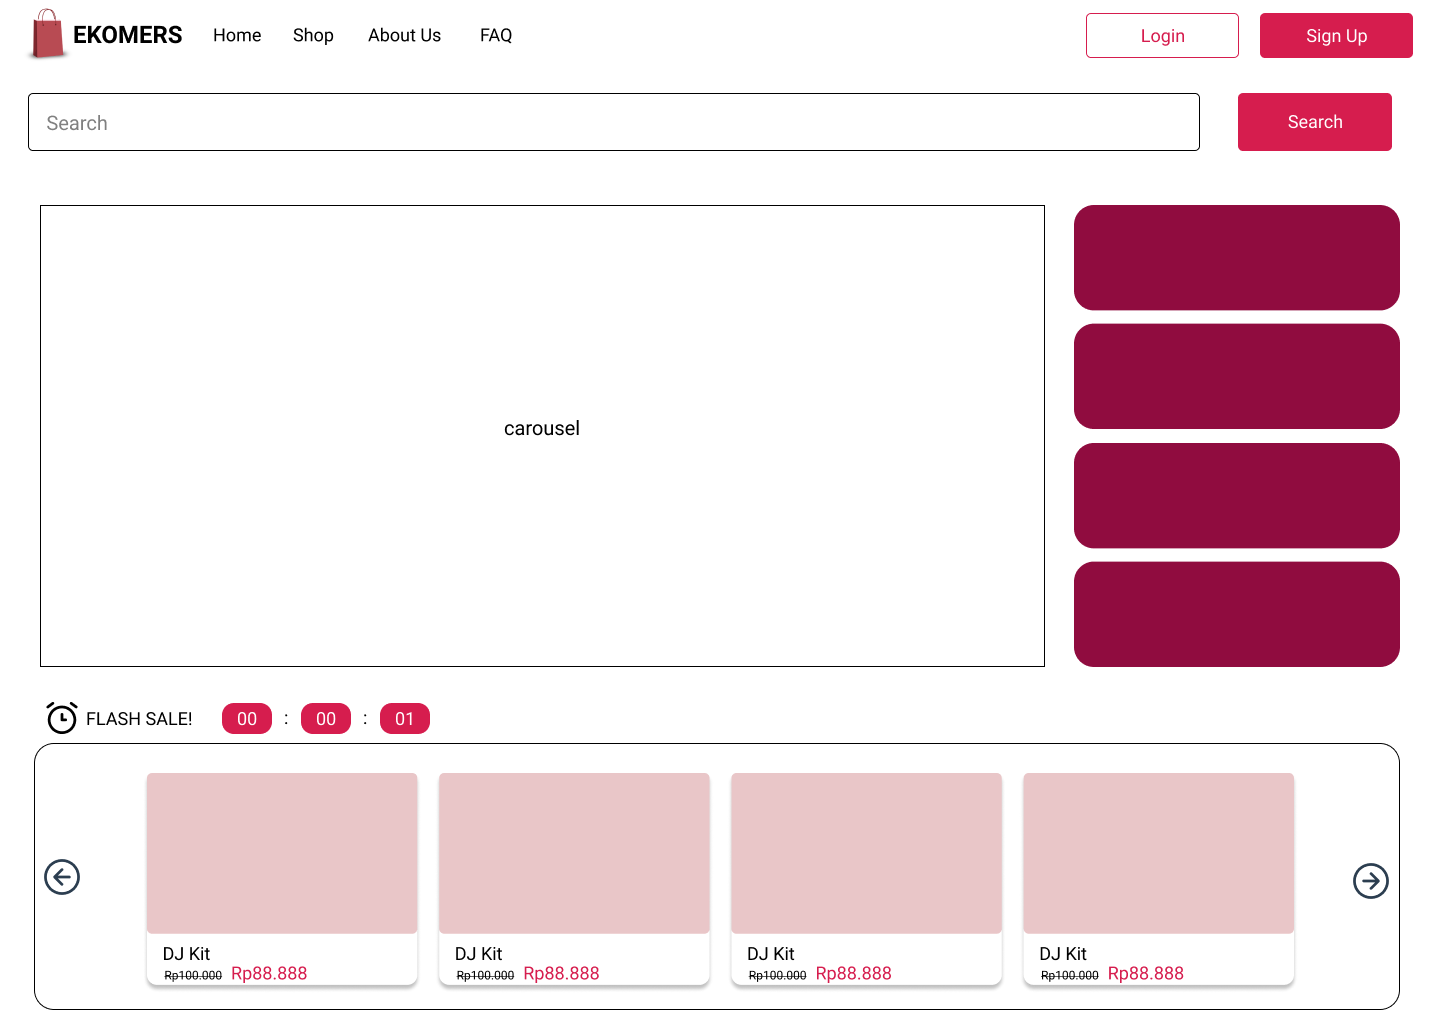 EKOMERS Home Shop About Us FAQ Login Sign Up
Search Search
carousel
FLASH SALE! 00 : 00 : 01
DJ Kit DJ Kit DJ Kit DJ Kit
Rp100.000 Rp88.888 Rp100.000 Rp88.888 Rp100.000 Rp88.888 Rp100.000 Rp88.888